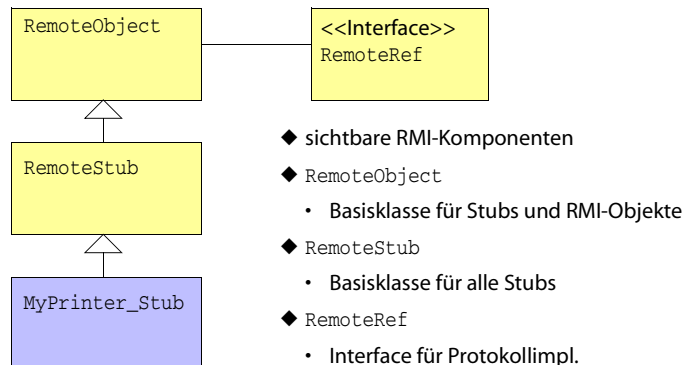 RemoteObject
<<Interface>>
RemoteRef
RemoteStub
MyPrinter_Stub
◆ sichtbare RMI-Komponenten
◆ RemoteObject
• Basisklasse für Stubs und RMI-Objekte
◆ RemoteStub
• Basisklasse für alle Stubs
◆ RemoteRef
• Interface für Protokollimpl.